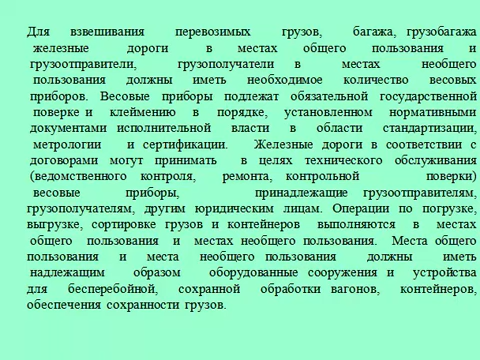 Для взвешивания перевозимых грузов, багажа, грузобагажа
железные дороги в местах общего пользования и
грузоотправители, грузополучатели в местах необщего
пользования должны иметь необходимое количество весовых
приборов. Весовые приборы подлежат обязательной государственной
поверке и клеймению в порядке, установленном нормативными
документами исполнительной власти в области стандартизации,
метрологии и сертификации. Железные дороги в соответствии с
договорами могут принимать в целях технического обслуживания
(ведомственного контроля, ремонта, контрольной поверки)
весовые приборы, принадлежащие грузоотправителям,
грузополучателям, другим юридическим лицам. Операции по погрузке,
выгрузке, сортировке грузов и контейнеров выполняются в местах
общего пользования и местах необщего пользования. Места общего
пользования и места необщего пользования должны иметь
надлежащим образом оборудованные сооружения и устройства
для бесперебойной, сохранной обработки вагонов, контейнеров,
обеспечения сохранности грузов.